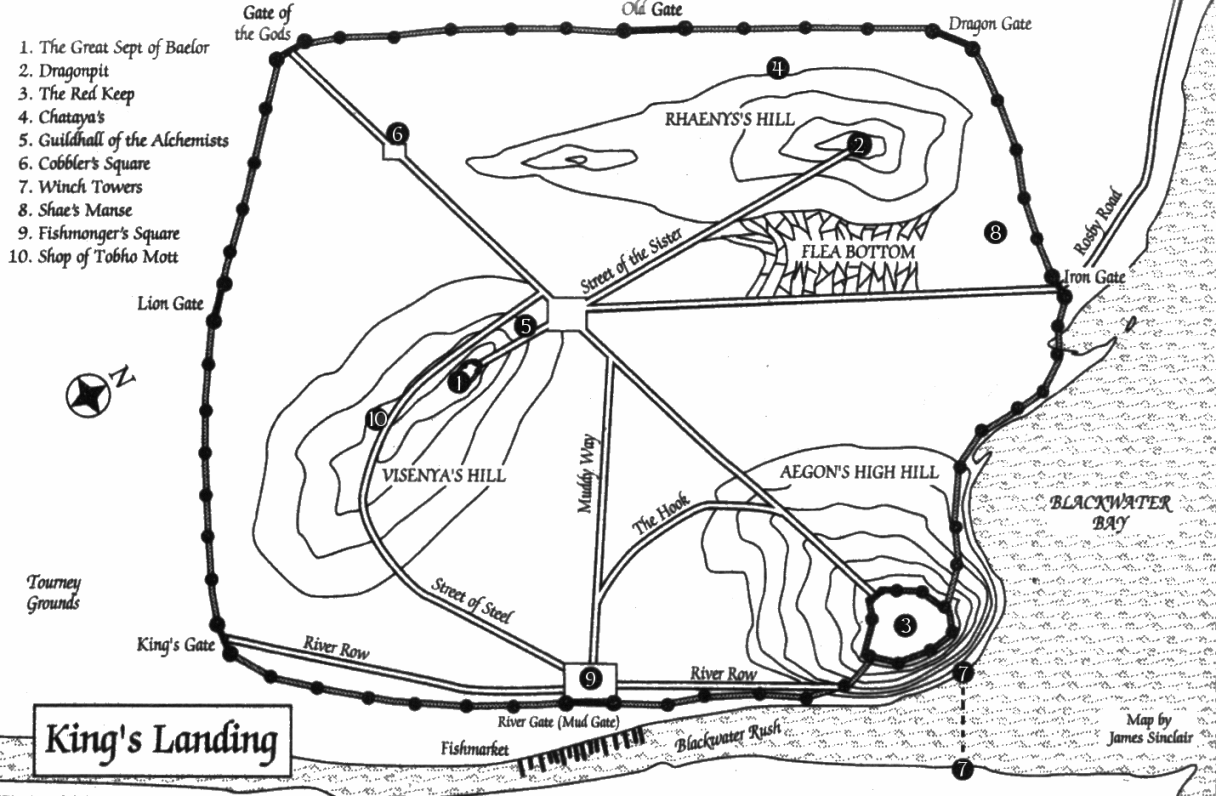 Gate of
the Gods
Old Gate
Dragon Gate
1. The Great Sept of Baelor
2. Dragonpit
3. The Red Keep
4. Chataya's
5. Guildhall of the Alchemists
6. Cobbler's Square
7. Winch Towers
8. Shae's Manse
9. Fishmonger's Square
10. Shop of Tobho Mott
4
RHAENYS'S HILL
6
2
Rosby Road
8
Street of the Sister
FLEA BOTTOM
Iron Gate
Lion Gate
5
N
1
10
VISENYA'S HILL
Muddy Way
The Hook
AEGON'S HIGH HILL
BLACKWATER
BAY
Tourney
Grounds
Street of Steel
3
King's Gate
River Row
9
River Row
7
River Gate (Mud Gate)
King's Landing
Fishmarket
Blackwater Rush
Map by
James Sinclair
7